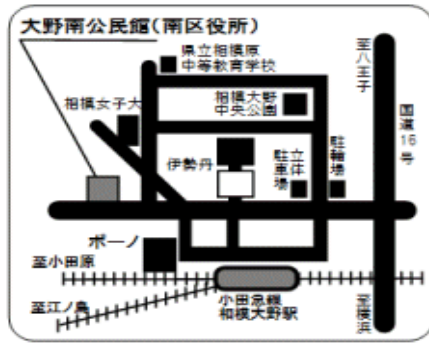 大野南公民館(南区役所)
県立相模原
中等教育学校
至八王子
相模女子大
相模大野
中央公園
国道16号
伊勢丹
立体
駐車場
駐輪場
ボーノ
至小田原
至江ノ島
小田急線
相模大野駅
至横浜